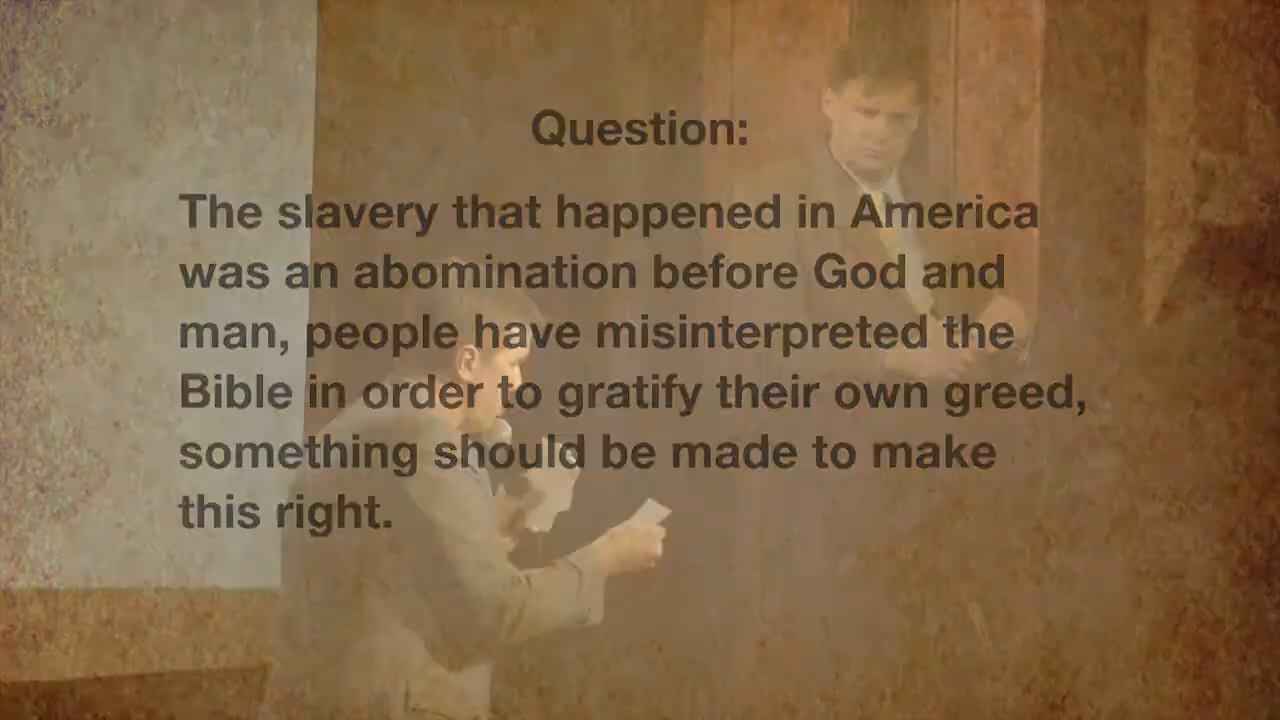 Question:
The slavery that happened in America
was an abomination before God and
man, people have misinterpreted the
Bible in order to gratify their own greed,
something should be made to make
this right.